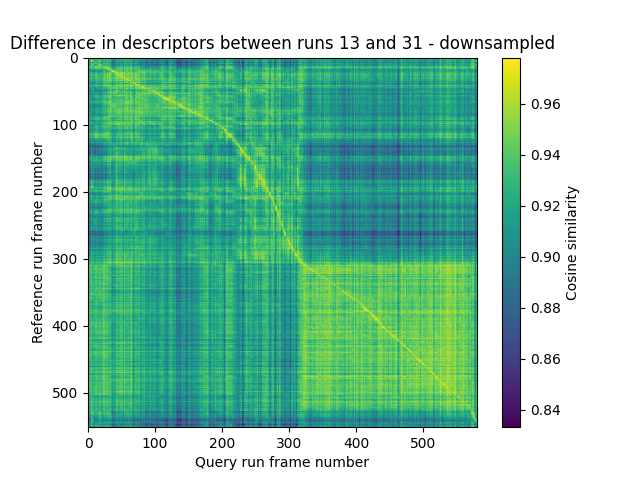 Difference in descriptors between runs 13 and 31 - downsampled
0
100
200
300
400
500
Reference run frame number
0 100 200 300 400 500
Query run frame number
0.96
0.94
0.92
0.90
0.88
0.86
0.84
Cosine similarity